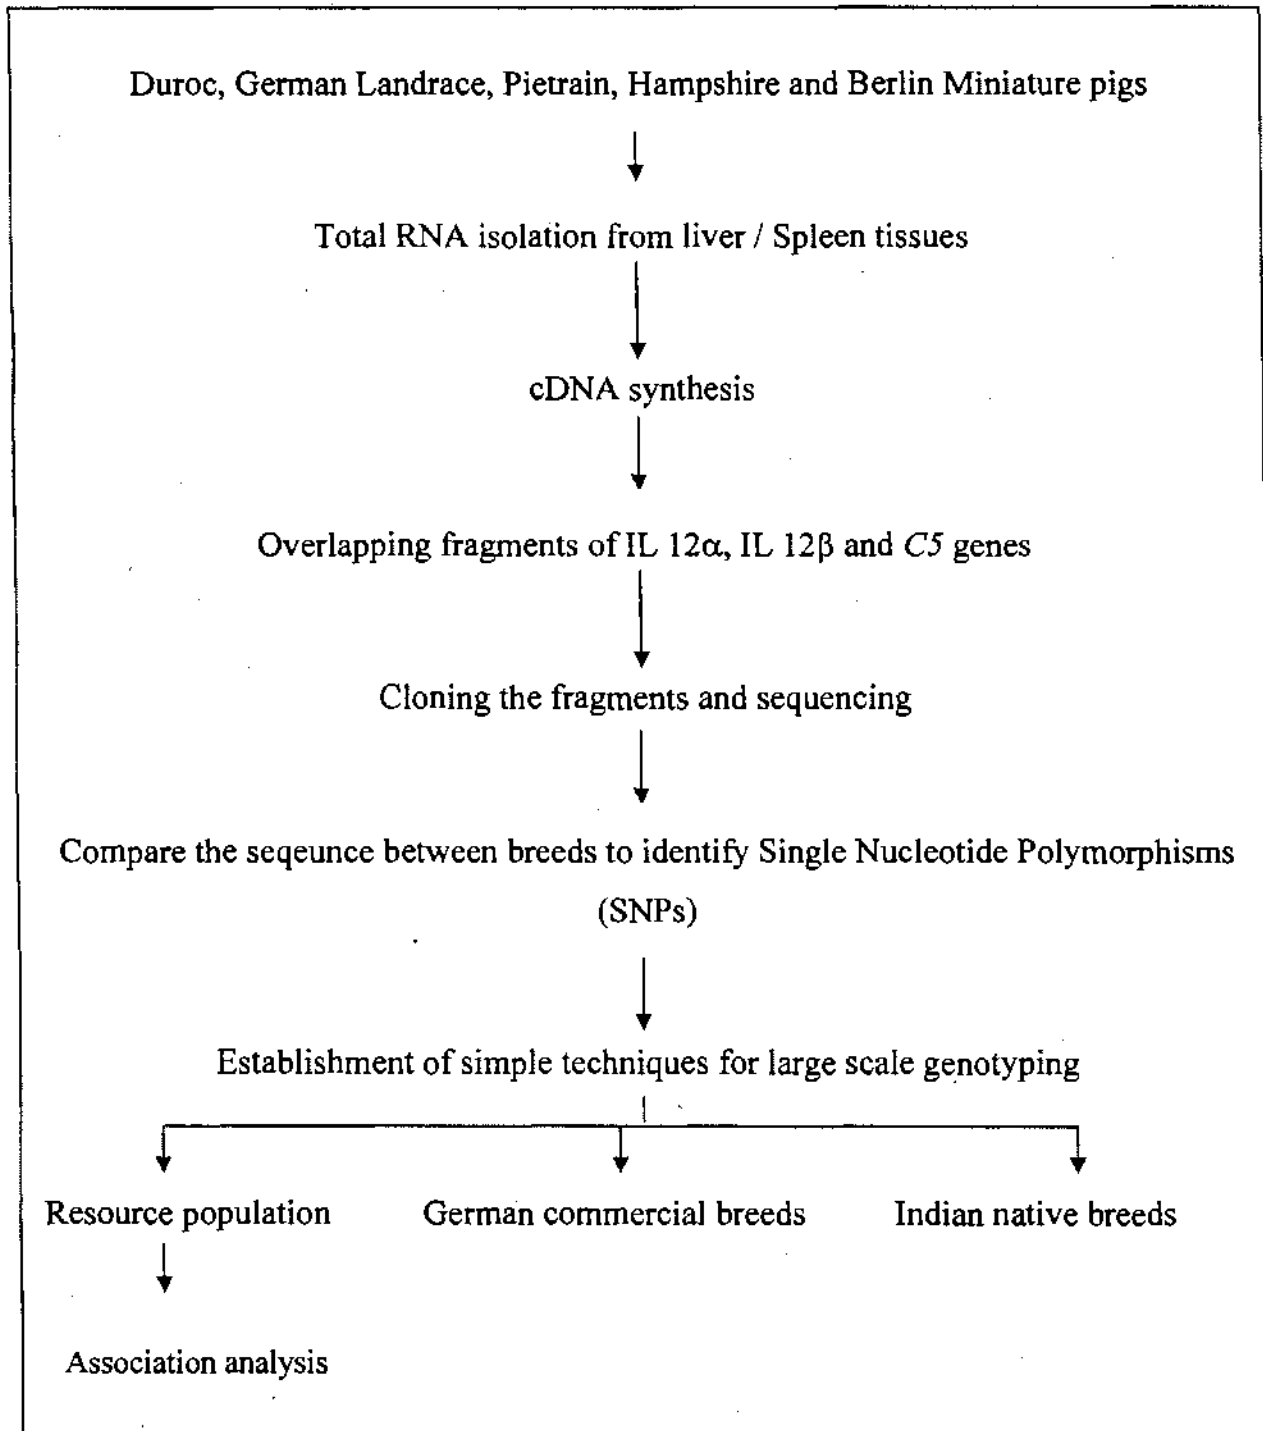 Duroc, German Landrace, Pietrain, Hampshire and Berlin Miniature pigs
Total RNA isolation from liver / Spleen tissues
cDNA synthesis
Overlapping fragments of IL 12α, IL 12β and C5 genes
Cloning the fragments and sequencing
Compare the seqeunce between breeds to identify Single Nucleotide Polymorphisms
(SNPs)
Establishment of simple techniques for large scale genotyping
Resource population German commercial breeds Indian native breeds
Association analysis